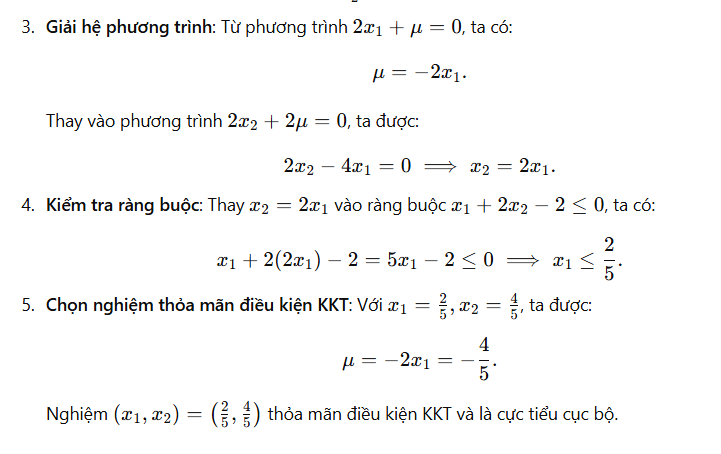 3. Giải hệ phương trình: Từ phương trình 2x₁ + μ = 0, ta có:
μ = −2x₁.
Thay vào phương trình 2x₂ + 2μ = 0, ta được:
2x₂ − 4x₁ = 0 ⟹ x₂ = 2x₁.
4. Kiểm tra ràng buộc: Thay x₂ = 2x₁ vào ràng buộc x₁ + 2x₂ − 2 ≤ 0, ta có:
x₁ + 2(2x₁) − 2 = 5x₁ − 2 ≤ 0 ⟹ x₁ ≤ 2/5.
5. Chọn nghiệm thỏa mãn điều kiện KKT: Với x₁ = 2/5, x₂ = 4/5, ta được:
μ = −2x₁ = −4/5.
Nghiệm (x₁, x₂) = (2/5, 4/5) thỏa mãn điều kiện KKT và là cực tiểu cục bộ.